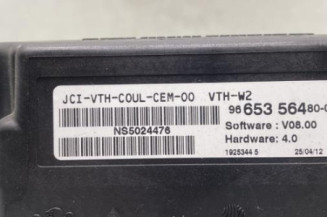 JCI-VTH-COUL-CEM-00 VTH-W2
96 653 564 80-0
NS5024476
Software : V08.00
Hardware: 4.0
1925344 5 25/04/12